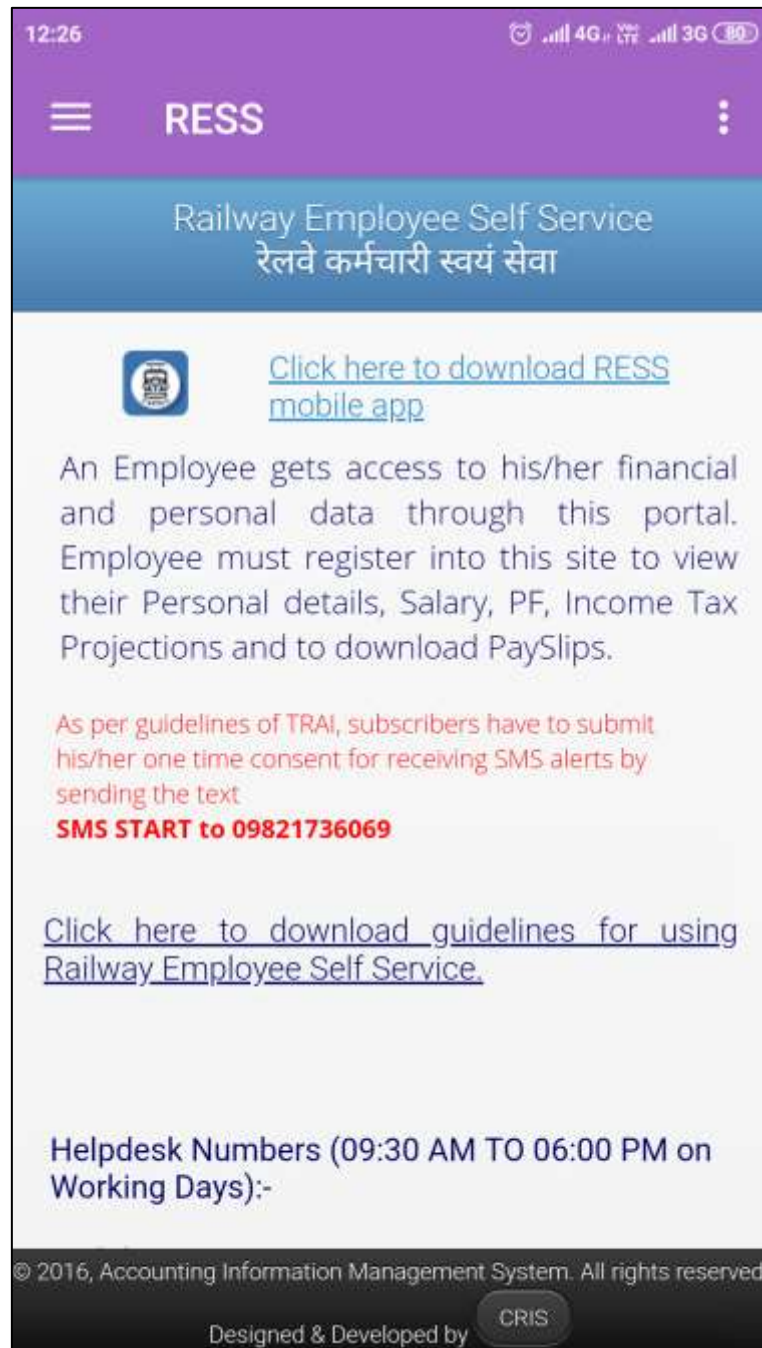 12:26 4G VoLTE 3G 80
RESS
Railway Employee Self Service
रेलवे कर्मचारी स्वयं सेवा
Click here to download RESS
mobile app
An Employee gets access to his/her financial
and personal data through this portal.
Employee must register into this site to view
their Personal details, Salary, PF, Income Tax
Projections and to download PaySlips.
As per guidelines of TRAI, subscribers have to submit
his/her one time consent for receiving SMS alerts by
sending the text
SMS START to 09821736069
Click here to download guidelines for using
Railway Employee Self Service.
Helpdesk Numbers (09:30 AM TO 06:00 PM on
Working Days):-
© 2016, Accounting Information Management System. All rights reserved
Designed & Developed by CRIS